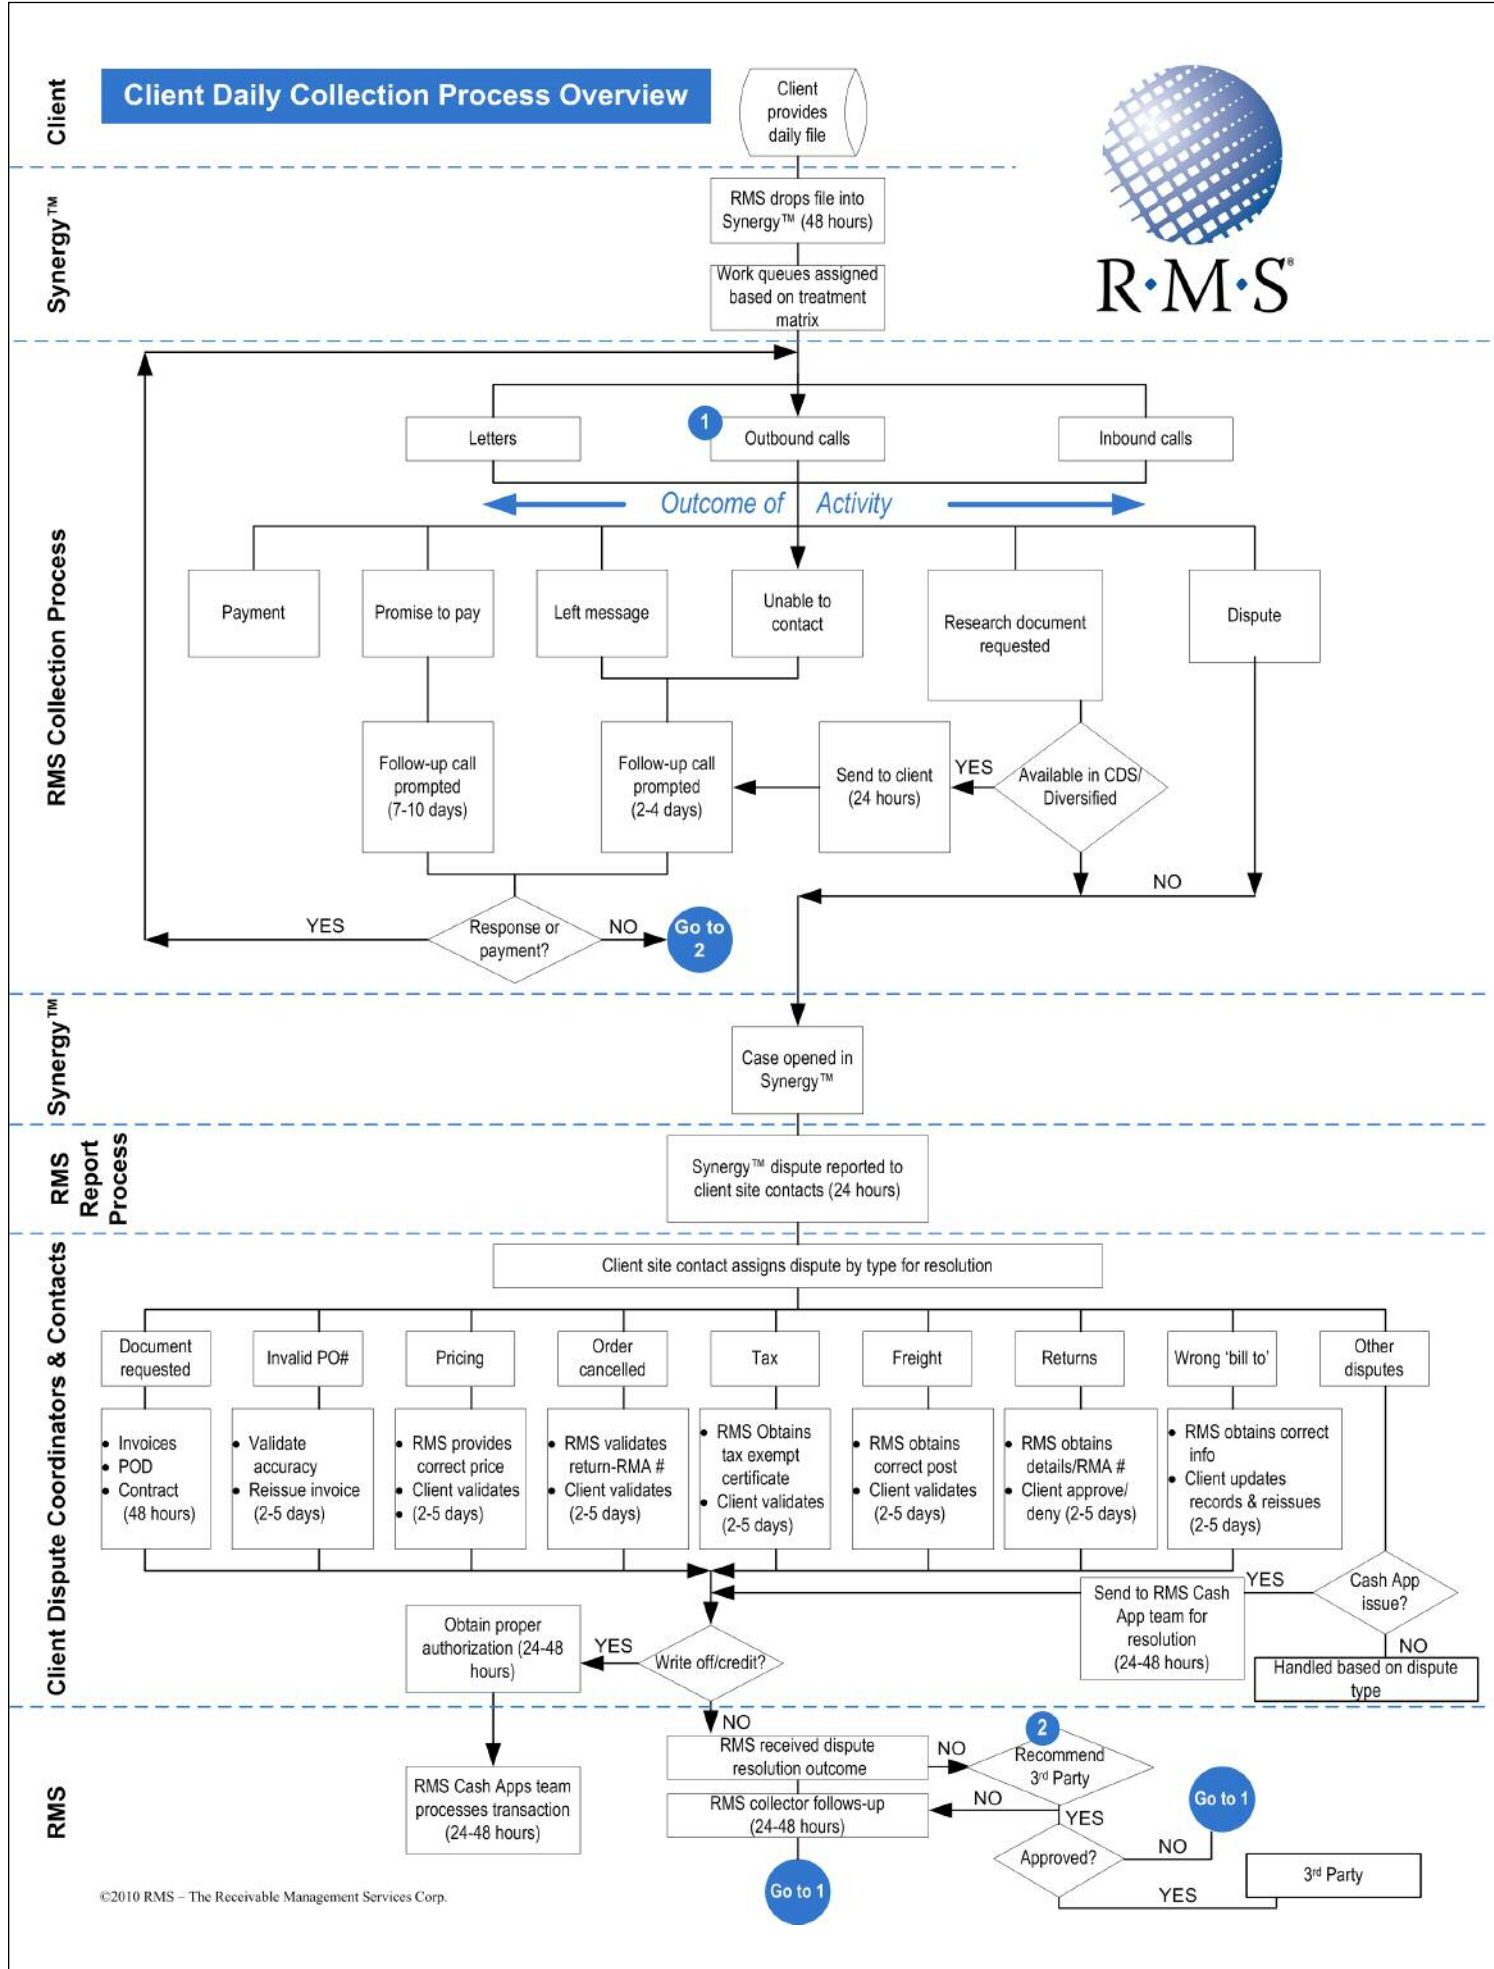 Client Daily Collection Process Overview
Client
Client
provides
daily file
R·M·S®
Synergy™
RMS drops file into
Synergy™ (48 hours)
Work queues assigned
based on treatment
matrix
RMS Collection Process
1
Letters
Outbound calls
Inbound calls
Outcome of Activity
Payment
Promise to pay
Left message
Unable to
contact
Research document
requested
Dispute
Follow-up call
prompted
(7-10 days)
Follow-up call
prompted
(2-4 days)
Send to client
(24 hours)
YES
Available in CDS/
Diversified
NO
YES
Response or
payment?
NO
Go to
2
Synergy™
Case opened in
Synergy™
RMS
Report
Process
Synergy™ dispute reported to
client site contacts (24 hours)
Client Dispute Coordinators & Contacts
Client site contact assigns dispute by type for resolution
Document
requested
Invalid PO#
Pricing
Order
cancelled
Tax
Freight
Returns
Wrong ‘bill to’
Other
disputes
• Invoices
• POD
• Contract
(48 hours)
• Validate
accuracy
• Reissue invoice
(2-5 days)
• RMS provides
correct price
• Client validates
• (2-5 days)
• RMS validates
return-RMA #
• Client validates
(2-5 days)
• RMS Obtains
tax exempt
certificate
• Client validates
(2-5 days)
• RMS obtains
correct post
• Client validates
(2-5 days)
• RMS obtains
details/RMA #
• Client approve/
deny (2-5 days)
• RMS obtains correct
info
• Client updates
records & reissues
(2-5 days)
Cash App
issue?
YES
Send to RMS Cash
App team for
resolution
(24-48 hours)
NO
Handled based on dispute
type
Obtain proper
authorization (24-48
hours)
YES
Write off/credit?
NO
RMS
RMS Cash Apps team
processes transaction
(24-48 hours)
RMS received dispute
resolution outcome
NO
2
Recommend
3rd Party
RMS collector follows-up
(24-48 hours)
NO
YES
Go to 1
Approved?
NO
YES
3rd Party
Go to 1
©2010 RMS – The Receivable Management Services Corp.